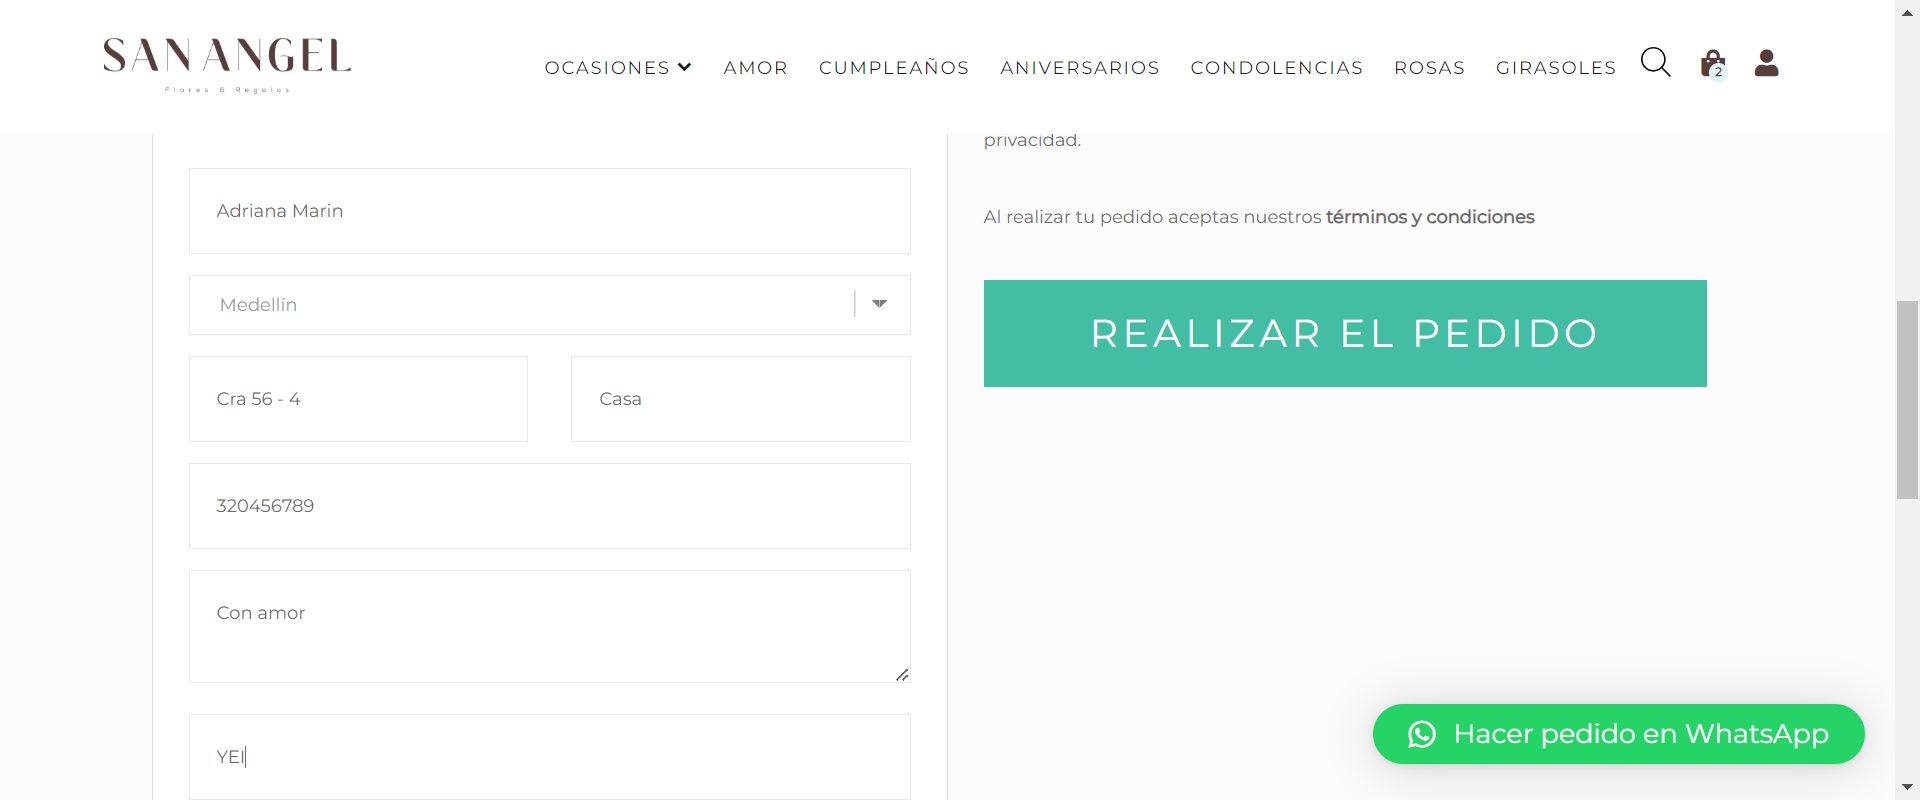 SAN ANGEL
Flores & Regalos
OCASIONES
AMOR
CUMPLEAÑOS
ANIVERSARIOS
CONDOLENCIAS
ROSAS
GIRASOLES
2
privacidad.
Adriana Marin
Medellín
Cra 56 - 4
Casa
320456789
Con amor
YEI
Al realizar tu pedido aceptas nuestros términos y condiciones
REALIZAR EL PEDIDO
Hacer pedido en WhatsApp